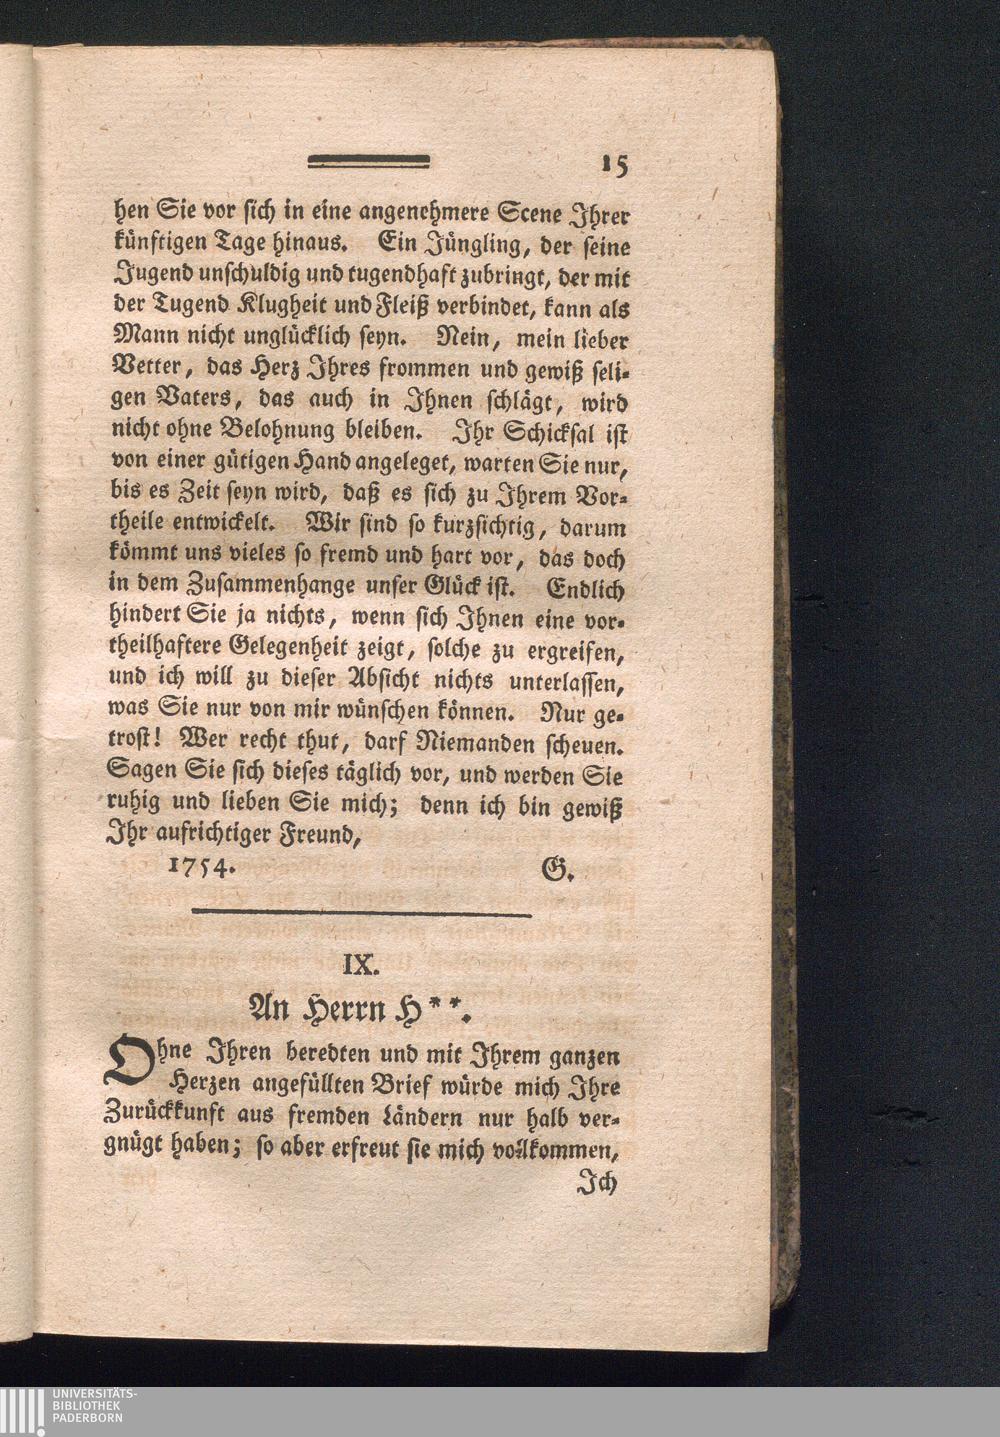 15
hen Sie vor sich in eine angenehmere Scene Ihrer
künftigen Tage hinaus. Ein Jüngling, der seine
Jugend unschuldig und tugendhaft zubringt, der mit
der Tugend Klugheit und Fleiß verbindet, kann als
Mann nicht unglücklich seyn. Nein, mein lieber
Vetter, das Herz Ihres frommen und gewiß seli-
gen Vaters, das auch in Ihnen schlägt, wird
nicht ohne Belohnung bleiben. Ihr Schicksal ist
von einer gütigen Hand angeleget, warten Sie nur,
bis es Zeit seyn wird, daß es sich zu Ihrem Vor-
theile entwickelt. Wir sind so kurzsichtig, darum
kömmt uns vieles so fremd und hart vor, das doch
in dem Zusammenhange unser Glück ist. Endlich
hindert Sie ja nichts, wenn sich Ihnen eine vor-
theilhaftere Gelegenheit zeigt, solche zu ergreifen,
und ich will zu dieser Absicht nichts unterlassen,
was Sie nur von mir wünschen können. Nur ge-
trost! Wer recht thut, darf Niemanden scheuen.
Sagen Sie sich dieses täglich vor, und werden Sie
ruhig und lieben Sie mich; denn ich bin gewiß
Ihr aufrichtiger Freund,
1754. G.
IX.
An Herrn H**.
Ohne Ihren beredten und mit Ihrem ganzen
Herzen angefüllten Brief würde mich Ihre
Zurückkunft aus fremden Ländern nur halb ver-
gnügt haben; so aber erfreut sie mich vollkommen,
Ich
UNIVERSITÄTS-
BIBLIOTHEK
PADERBORN